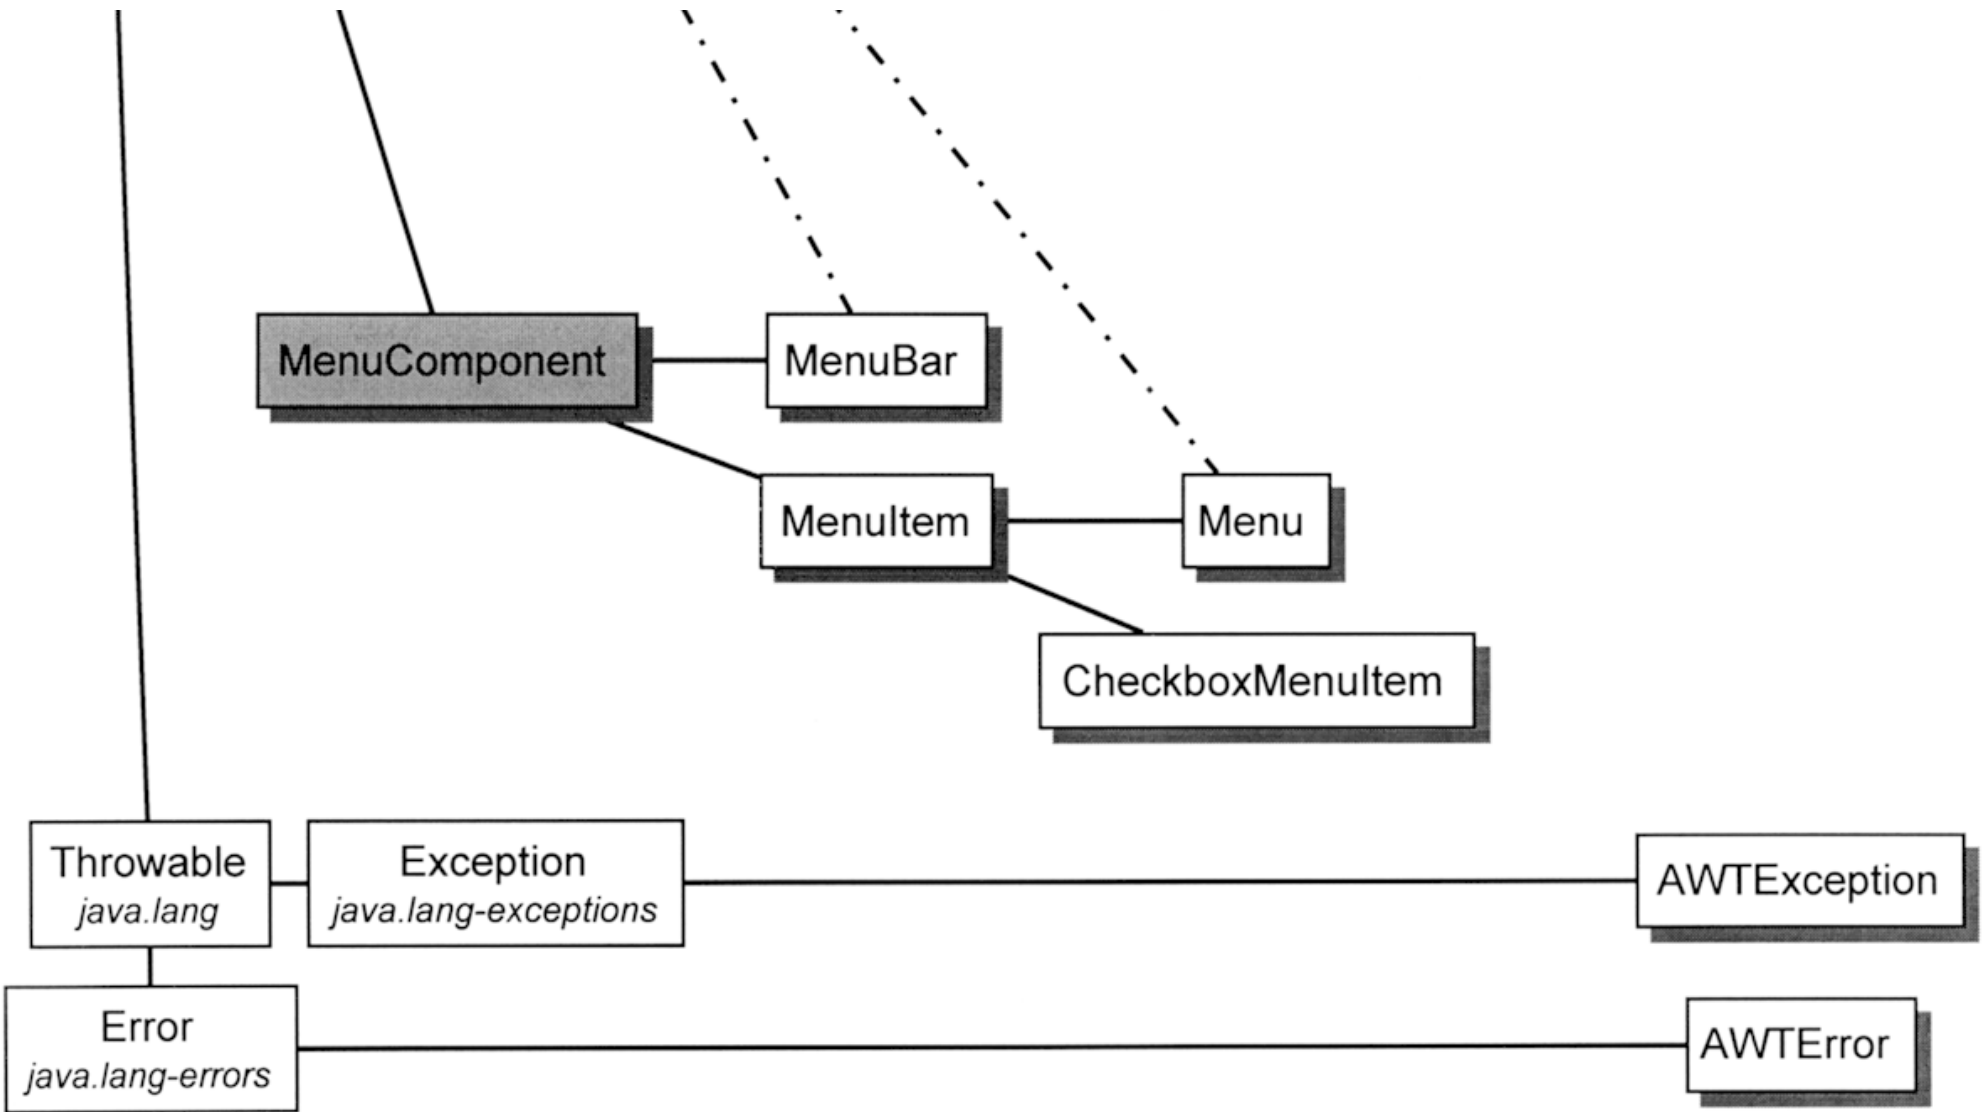 MenuComponent
MenuBar
MenuItem
Menu
CheckboxMenuItem
Throwable
java.lang
Exception
java.lang-exceptions
AWTException
Error
java.lang-errors
AWTError